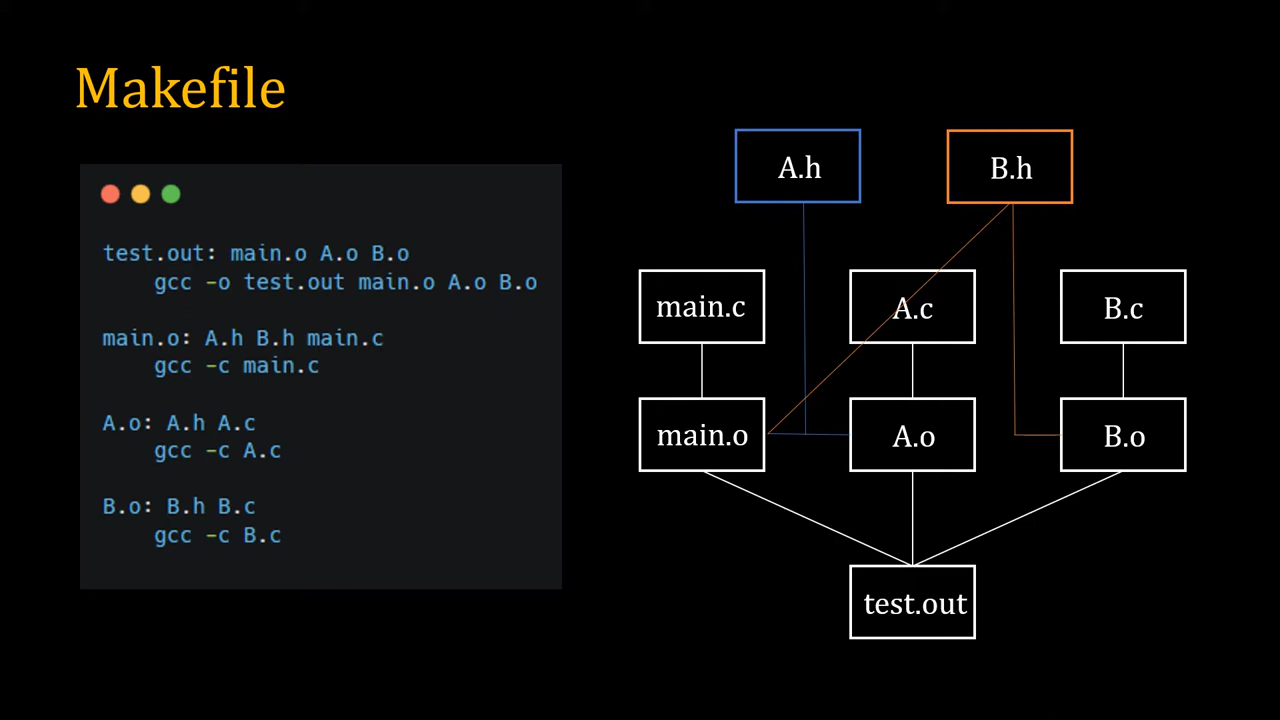 Makefile
test.out: main.o A.o B.o
    gcc -o test.out main.o A.o B.o
main.o: A.h B.h main.c
    gcc -c main.c
A.o: A.h A.c
    gcc -c A.c
B.o: B.h B.c
    gcc -c B.c
A.h
B.h
main.c
A.c
B.c
main.o
A.o
B.o
test.out